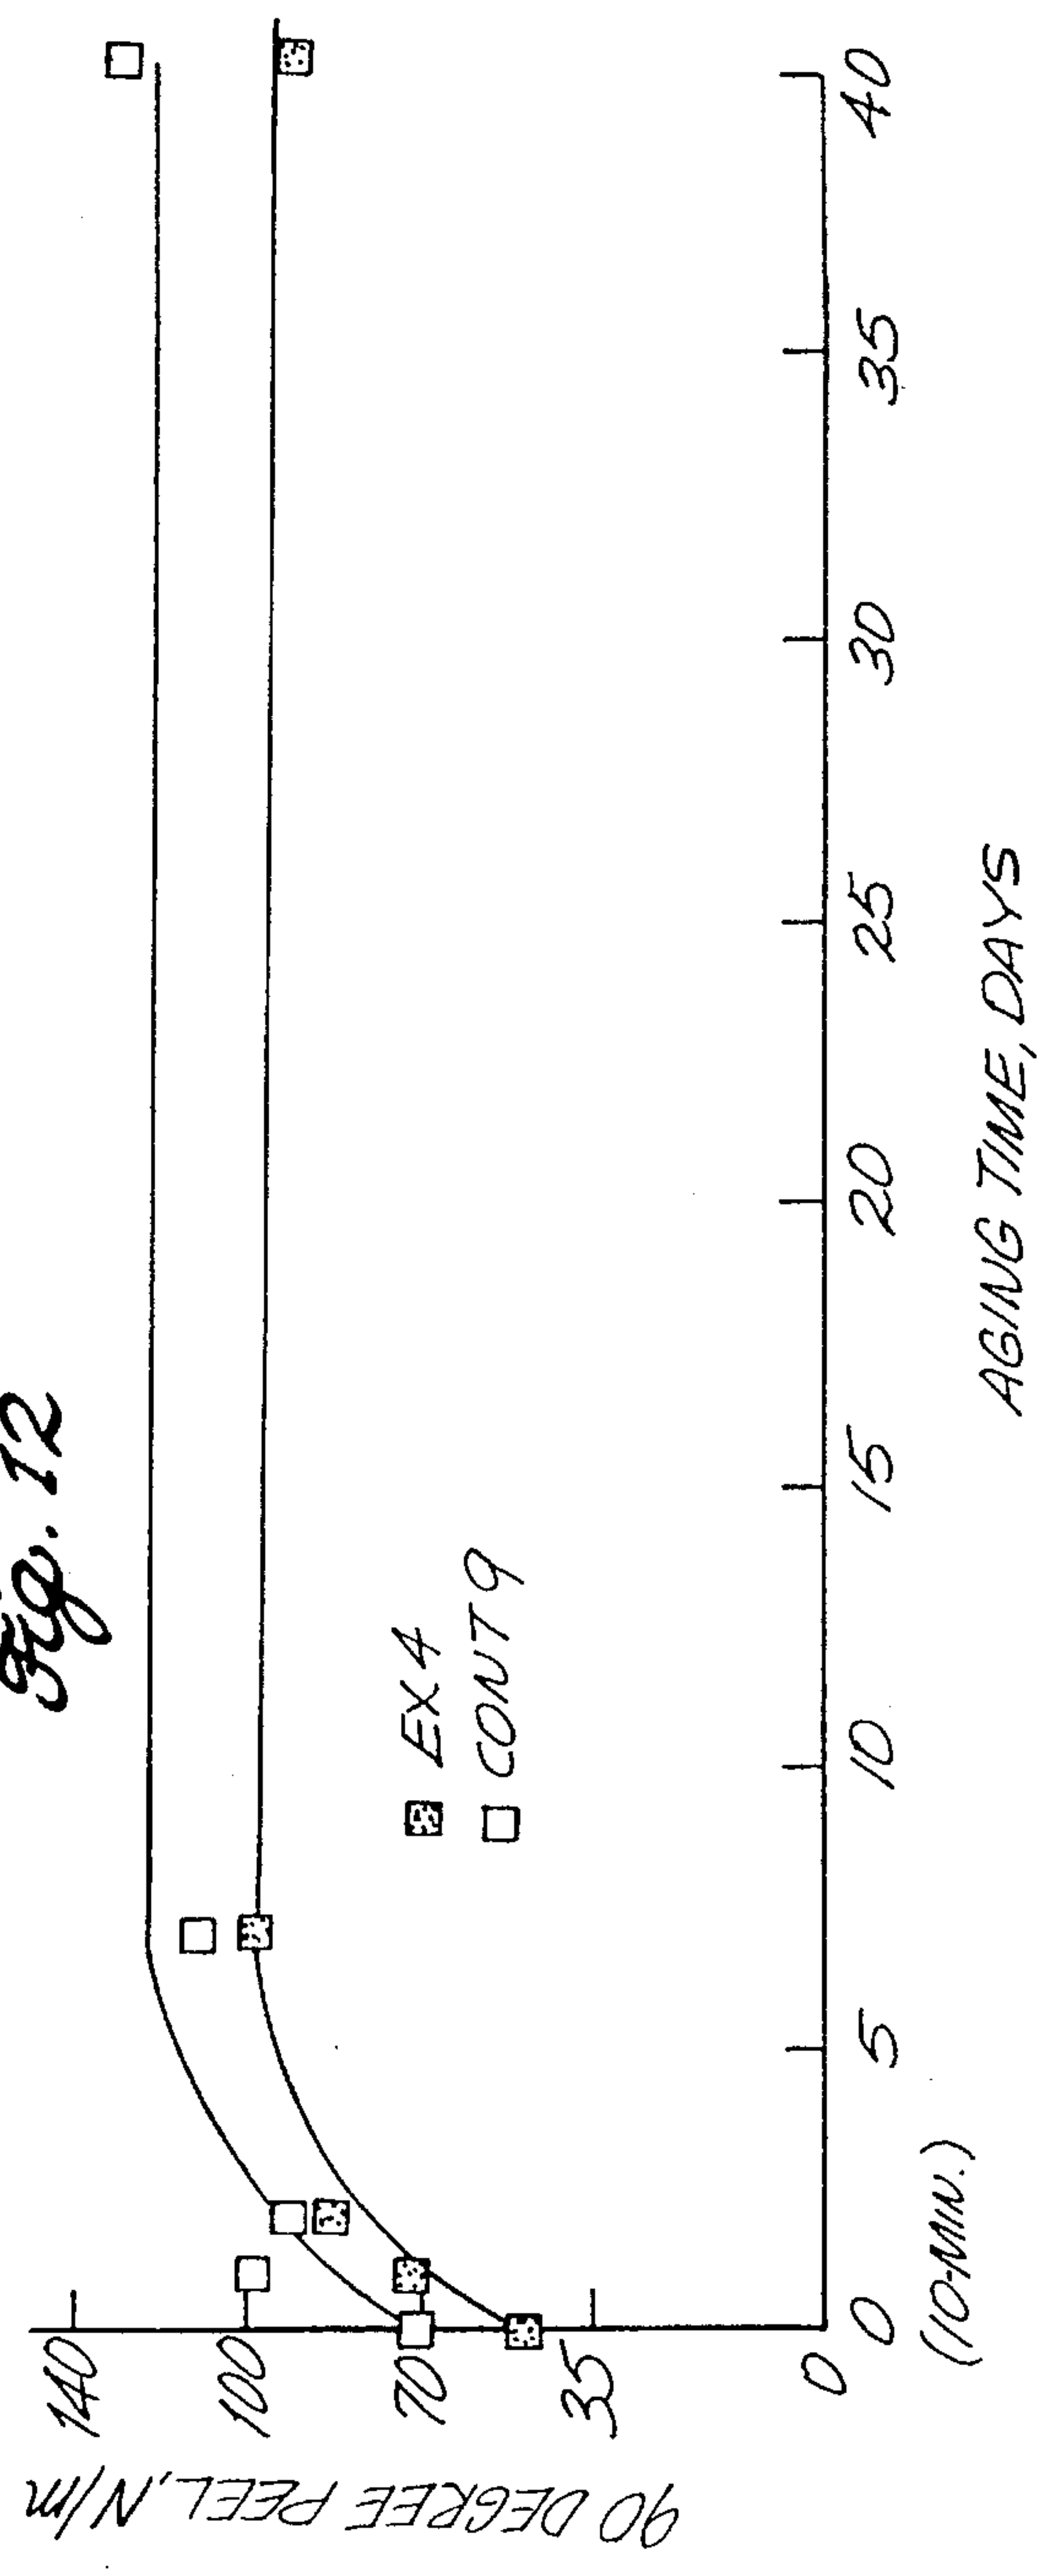 Fig. 12
90 DEGREE PEEL, N/m
140
100
70
35
0
EX 4
CONT 9
0 5 10 15 20 25 30 35 40
(10-MIN.)
AGING TIME, DAYS